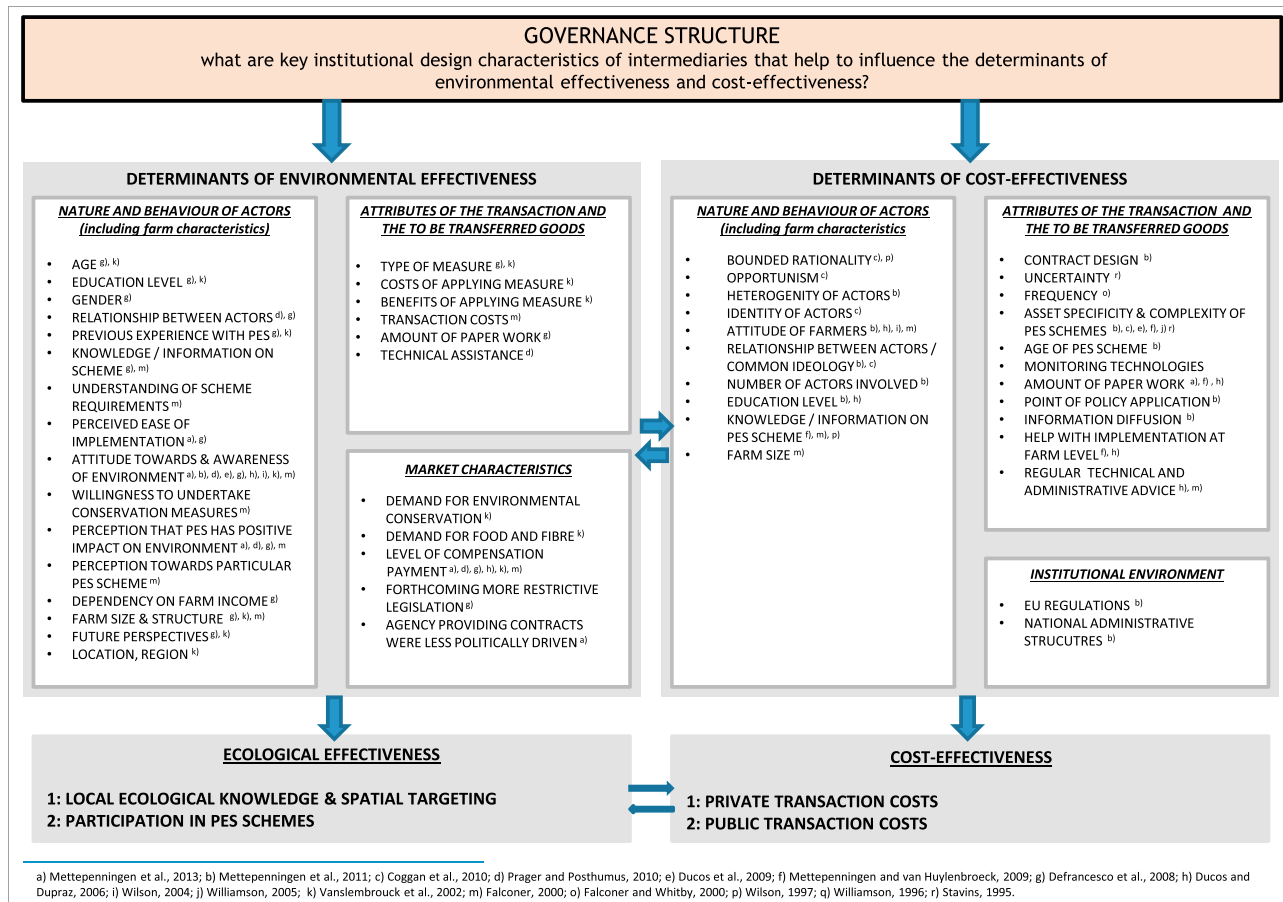 GOVERNANCE STRUCTURE
what are key institutional design characteristics of intermediaries that help to influence the determinants of
environmental effectiveness and cost-effectiveness?
DETERMINANTS OF ENVIRONMENTAL EFFECTIVENESS
NATURE AND BEHAVIOUR OF ACTORS
(including farm characteristics)
• AGE g), k)
• EDUCATION LEVEL g), k)
• GENDER g)
• RELATIONSHIP BETWEEN ACTORS d), g)
• PREVIOUS EXPERIENCE WITH PES g), k)
• KNOWLEDGE / INFORMATION ON
SCHEME g), m)
• UNDERSTANDING OF SCHEME
REQUIREMENTS m)
• PERCEIVED EASE OF
IMPLEMENTATION a), g)
• ATTITUDE TOWARDS & AWARENESS
OF ENVIRONMENT a), b), d), e), g), h), i), k), m)
• WILLINGNESS TO UNDERTAKE
CONSERVATION MEASURES m)
• PERCEPTION THAT PES HAS POSITIVE
IMPACT ON ENVIRONMENT a), d), g), m
• PERCEPTION TOWARDS PARTICULAR
PES SCHEME m)
• DEPENDENCY ON FARM INCOME g)
• FARM SIZE & STRUCTURE g), k), m)
• FUTURE PERSPECTIVES g), k)
• LOCATION, REGION k)
ATTRIBUTES OF THE TRANSACTION AND
THE TO BE TRANSFERRED GOODS
• TYPE OF MEASURE g), k)
• COSTS OF APPLYING MEASURE k)
• BENEFITS OF APPLYING MEASURE k)
• TRANSACTION COSTS m)
• AMOUNT OF PAPER WORK g)
• TECHNICAL ASSISTANCE d)
MARKET CHARACTERISTICS
• DEMAND FOR ENVIRONMENTAL
CONSERVATION k)
• DEMAND FOR FOOD AND FIBRE k)
• LEVEL OF COMPENSATION
PAYMENT a), d), g), h), k), m)
• FORTHCOMING MORE RESTRICTIVE
LEGISLATION g)
• AGENCY PROVIDING CONTRACTS
WERE LESS POLITICALLY DRIVEN a)
DETERMINANTS OF COST-EFFECTIVENESS
NATURE AND BEHAVIOUR OF ACTORS
(including farm characteristics
• BOUNDED RATIONALITY c), p)
• OPPORTUNISM c)
• HETEROGENITY OF ACTORS b)
• IDENTITY OF ACTORS c)
• ATTITUDE OF FARMERS b), h), i), m)
• RELATIONSHIP BETWEEN ACTORS /
COMMON IDEOLOGY b), c)
• NUMBER OF ACTORS INVOLVED b)
• EDUCATION LEVEL b), h)
• KNOWLEDGE / INFORMATION ON
PES SCHEME f), m), p)
• FARM SIZE m)
ATTRIBUTES OF THE TRANSACTION AND
THE TO BE TRANSFERRED GOODS
• CONTRACT DESIGN b)
• UNCERTAINTY r)
• FREQUENCY o)
• ASSET SPECIFICITY & COMPLEXITY OF
PES SCHEMES b), c), e), f), j) r)
• AGE OF PES SCHEME b)
• MONITORING TECHNOLOGIES
• AMOUNT OF PAPER WORK a), f) , h)
• POINT OF POLICY APPLICATION b)
• INFORMATION DIFFUSION b)
• HELP WITH IMPLEMENTATION AT
FARM LEVEL f), h)
• REGULAR TECHNICAL AND
ADMINISTRATIVE ADVICE h), m)
INSTITUTIONAL ENVIRONMENT
• EU REGULATIONS b)
• NATIONAL ADMINISTRATIVE
STRUCUTRES b)
ECOLOGICAL EFFECTIVENESS
1: LOCAL ECOLOGICAL KNOWLEDGE & SPATIAL TARGETING
2: PARTICIPATION IN PES SCHEMES
COST-EFFECTIVENESS
1: PRIVATE TRANSACTION COSTS
2: PUBLIC TRANSACTION COSTS
a) Mettepenningen et al., 2013; b) Mettepenningen et al., 2011; c) Coggan et al., 2010; d) Prager and Posthumus, 2010; e) Ducos et al., 2009; f) Mettepenningen and van Huylenbroeck, 2009; g) Defrancesco et al., 2008; h) Ducos and
Dupraz, 2006; i) Wilson, 2004; j) Williamson, 2005; k) Vanslembrouck et al., 2002; m) Falconer, 2000; o) Falconer and Whitby, 2000; p) Wilson, 1997; q) Williamson, 1996; r) Stavins, 1995.